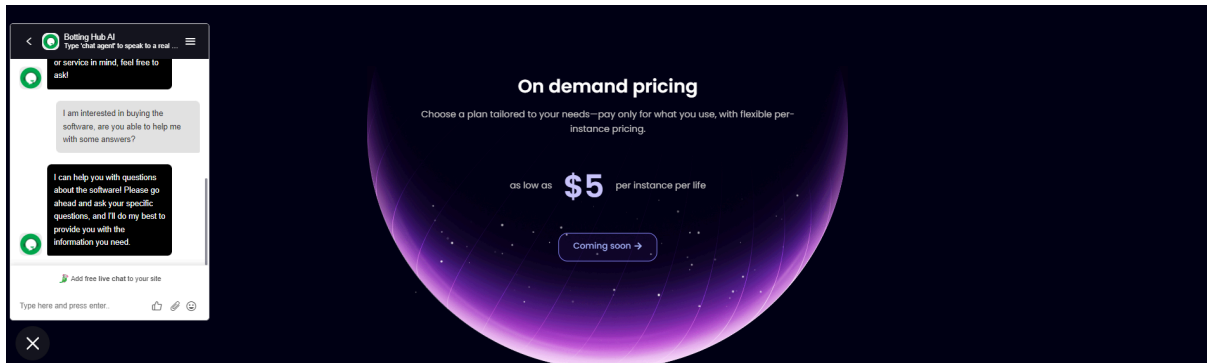 Botting Hub AI
Type 'chat agent' to speak to a real ...
or service in mind, feel free to
ask!
I am interested in buying the
software, are you able to help me
with some answers?
I can help you with questions
about the software! Please go
ahead and ask your specific
questions, and I'll do my best to
provide you with the
information you need.
Add free live chat to your site
Type here and press enter..
On demand pricing
Choose a plan tailored to your needs—pay only for what you use, with flexible per-
instance pricing.
as low as $5 per instance per life
Coming soon →